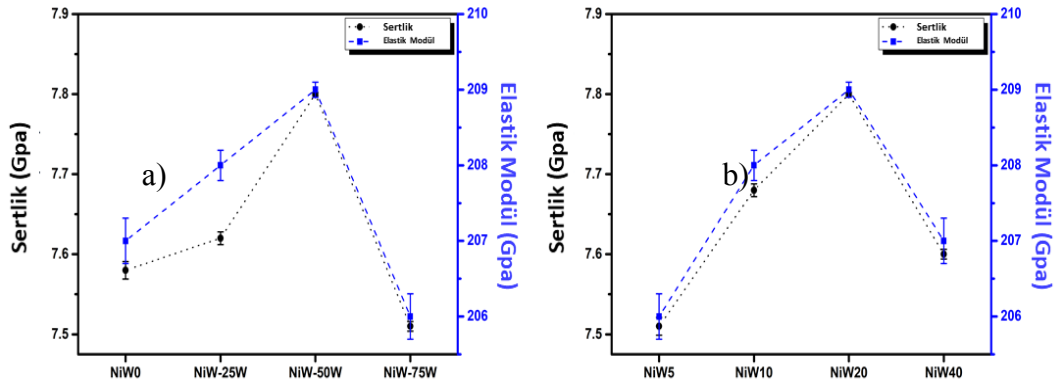 7.9
7.8
7.7
7.6
7.5
Sertlik (Gpa)
a)
Sertlik
Elastik Modül
210
209
208
207
206
Elastik Modül (Gpa)
NiW0 NiW-25W NiW-50W NiW-75W
7.9
7.8
7.7
7.6
7.5
Sertlik (Gpa)
b)
Sertlik
Elastik Modül
210
209
208
207
206
Elastik Modül (Gpa)
NiW5 NiW10 NiW20 NiW40